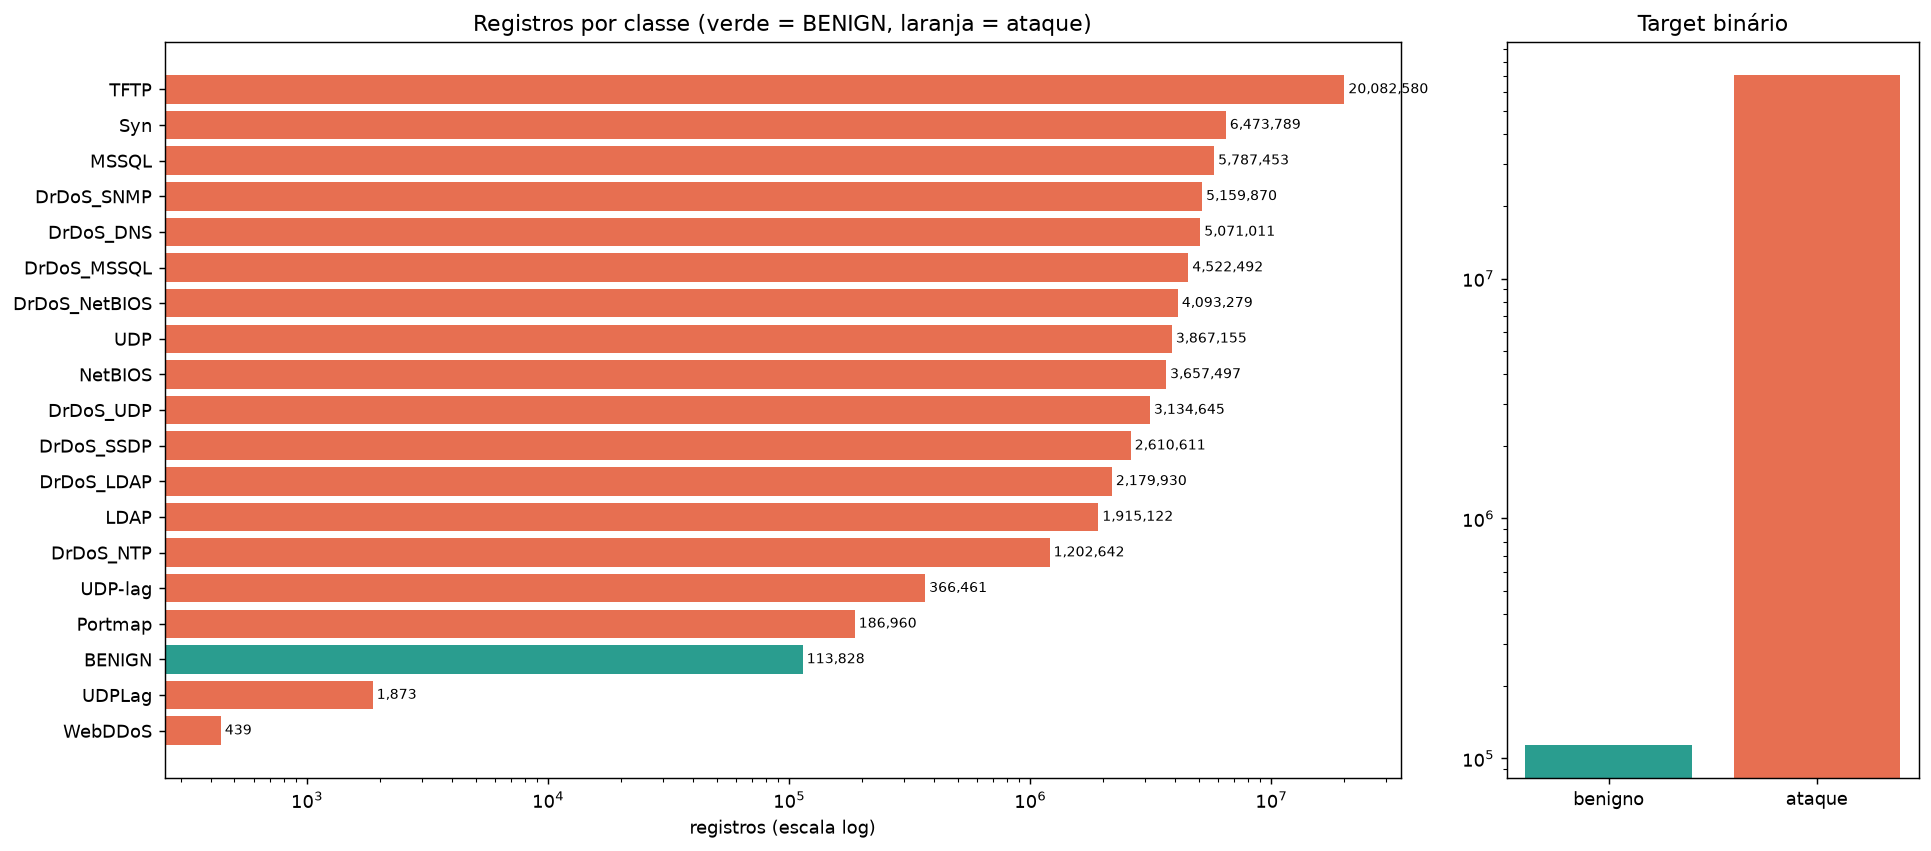 Registros por classe (verde = BENIGN, laranja = ataque)
TFTP 20,082,580
Syn 6,473,789
MSSQL 5,787,453
DrDoS_SNMP 5,159,870
DrDoS_DNS 5,071,011
DrDoS_MSSQL 4,522,492
DrDoS_NetBIOS 4,093,279
UDP 3,867,155
NetBIOS 3,657,497
DrDoS_UDP 3,134,645
DrDoS_SSDP 2,610,611
DrDoS_LDAP 2,179,930
LDAP 1,915,122
DrDoS_NTP 1,202,642
UDP-lag 366,461
Portmap 186,960
BENIGN 113,828
UDPLag 1,873
WebDDoS 439
10³ 10⁴ 10⁵ 10⁶ 10⁷
registros (escala log)
Target binário
10⁷
10⁶
10⁵
benigno ataque